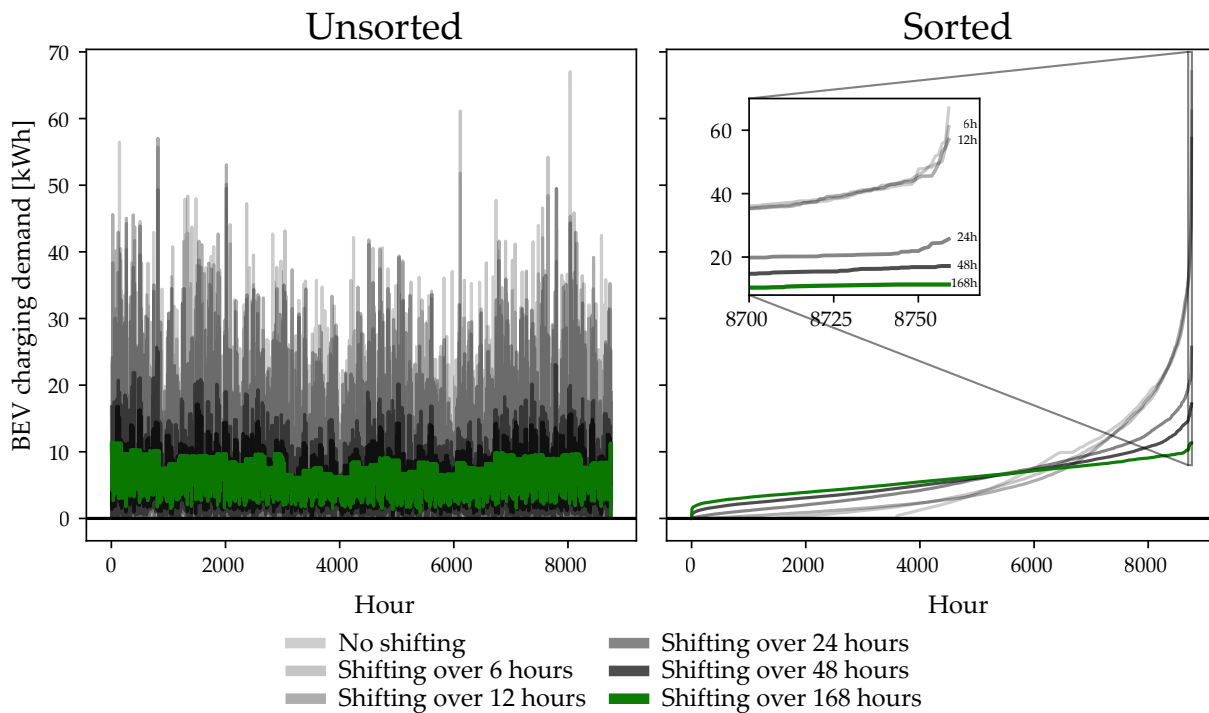 Unsorted
Sorted
BEV charging demand [kWh]
70
60
50
40
30
20
10
0
0
2000
4000
6000
8000
Hour
60
40
20
6h
12h
24h
48h
168h
8700
8725
8750
0
2000
4000
6000
8000
Hour
No shifting
Shifting over 6 hours
Shifting over 12 hours
Shifting over 24 hours
Shifting over 48 hours
Shifting over 168 hours